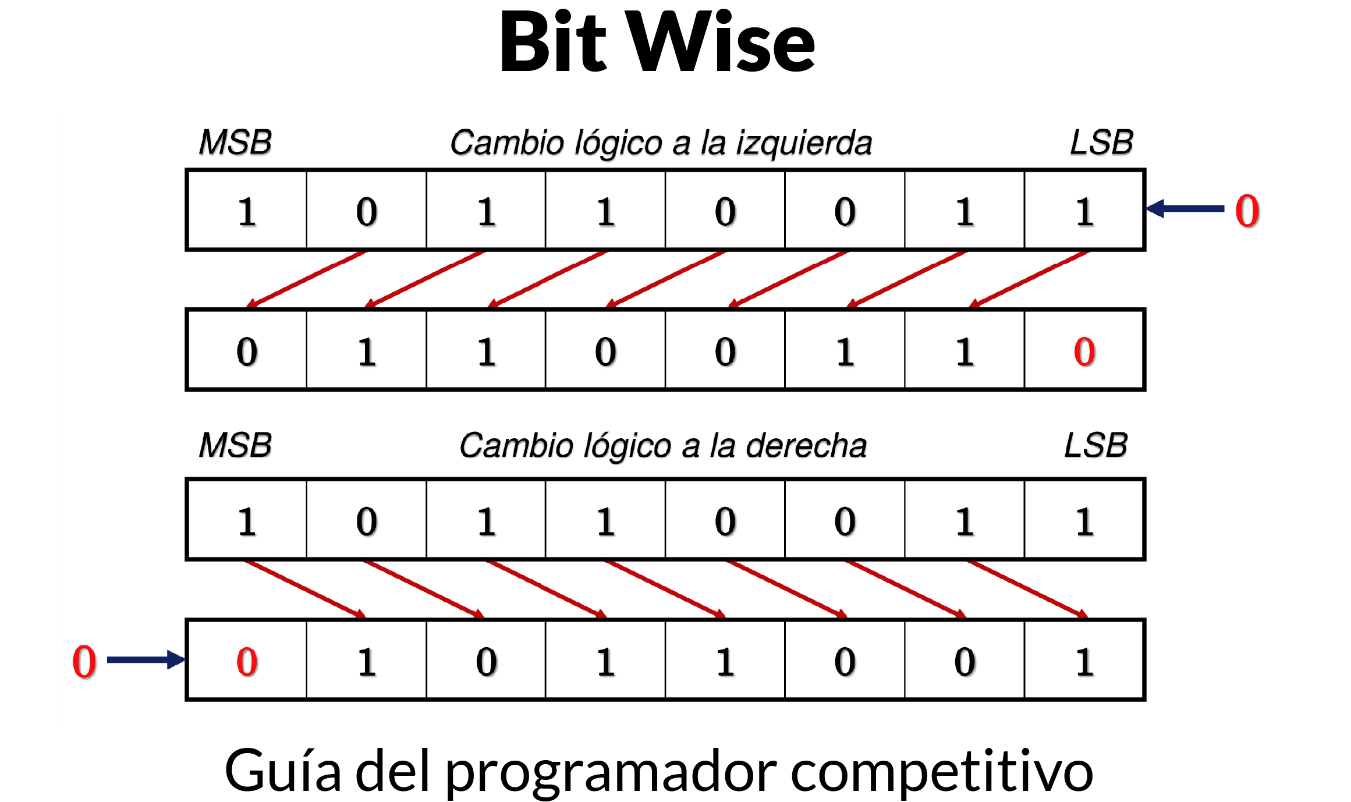 Bit Wise
MSB Cambio lógico a la izquierda LSB
1 0 1 1 0 0 1 1 0
0 1 1 0 0 1 1 0
MSB Cambio lógico a la derecha LSB
1 0 1 1 0 0 1 1
0 0 1 0 1 1 0 0 1
Guía del programador competitivo